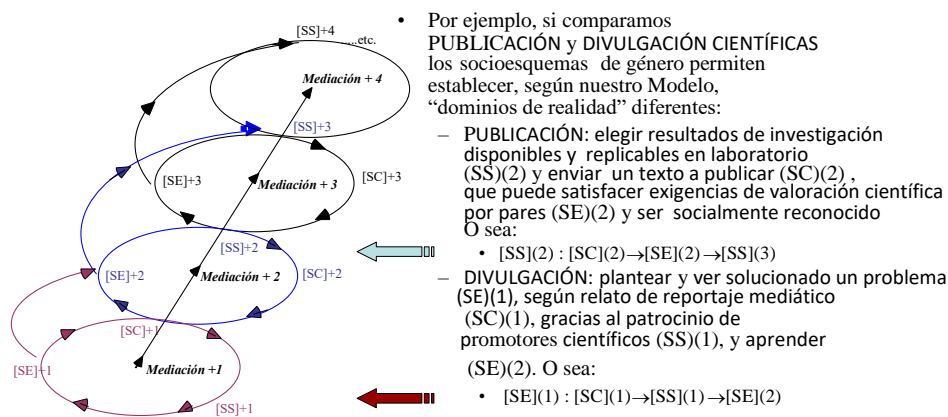 [SS]+4
....etc.
Mediación + 4
[SS]+3
[SE]+3
Mediación + 3
[SC]+3
[SS]+2
[SE]+2
Mediación + 2
[SC]+2
[SC]+1
[SE]+1
Mediación +1
[SS]+1
• Por ejemplo, si comparamos
PUBLICACIÓN y DIVULGACIÓN CIENTÍFICAS
los socioesquemas de género permiten
establecer, según nuestro Modelo,
“dominios de realidad” diferentes:
– PUBLICACIÓN: elegir resultados de investigación
disponibles y replicables en laboratorio
(SS)(2) y enviar un texto a publicar (SC)(2) ,
que puede satisfacer exigencias de valoración científica
por pares (SE)(2) y ser socialmente reconocido
O sea:
• [SS](2) : [SC](2)→[SE](2)→[SS](3)
– DIVULGACIÓN: plantear y ver solucionado un problema
(SE)(1), según relato de reportaje mediático
(SC)(1), gracias al patrocinio de
promotores científicos (SS)(1), y aprender
(SE)(2). O sea:
• [SE](1) : [SC](1)→[SS](1)→[SE](2)